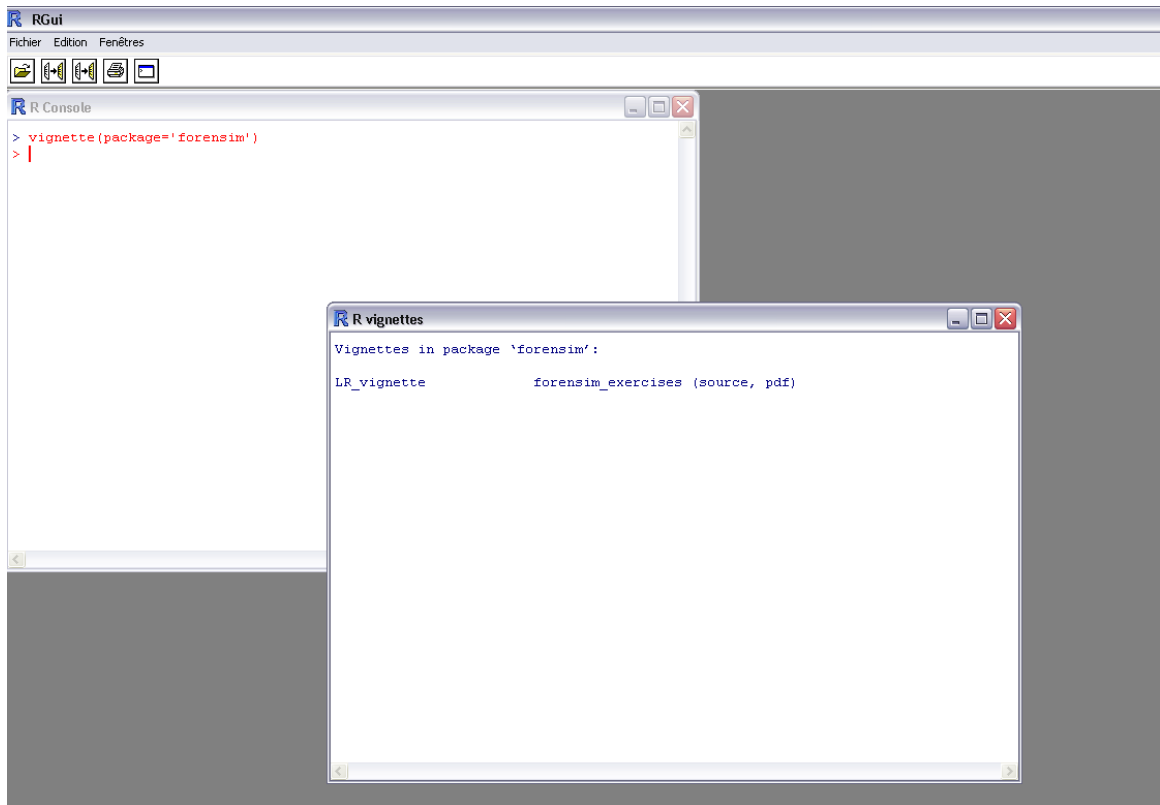 RGui
Fichier Edition Fenêtres
R Console
> vignette(package='forensim')
>
R vignettes
Vignettes in package ‘forensim’:
LR_vignette forensim_exercises (source, pdf)